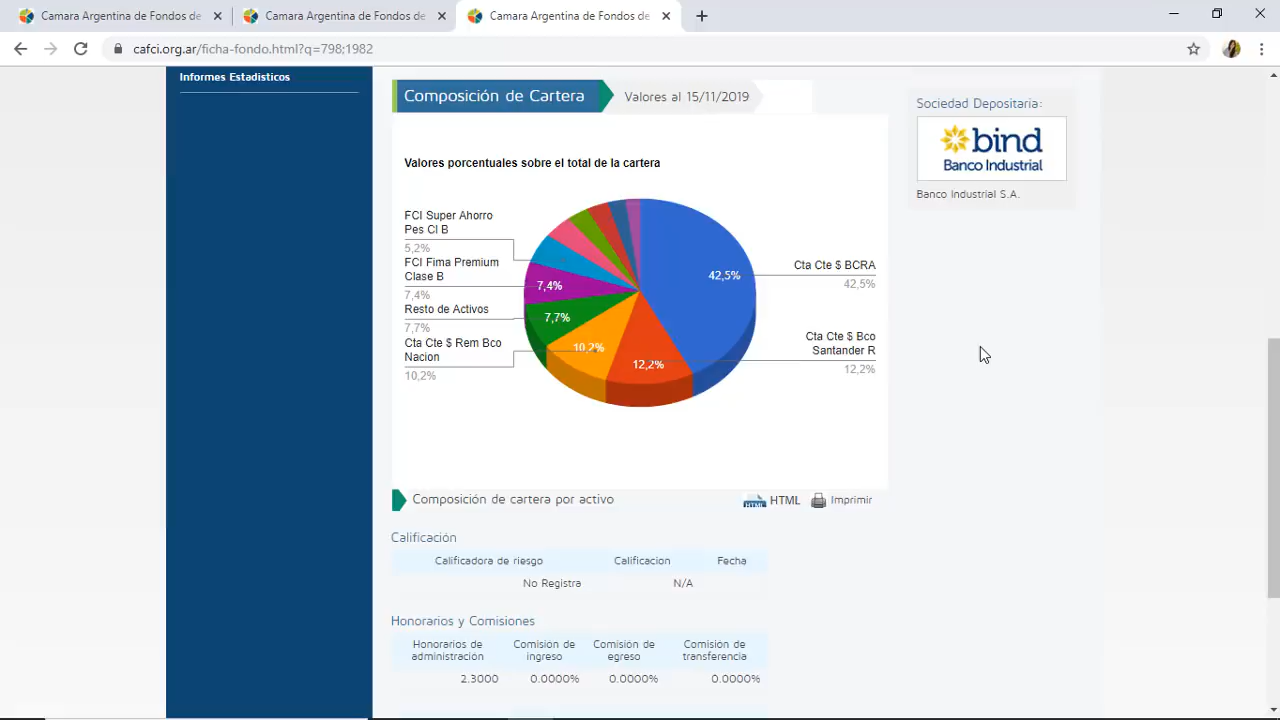 Camara Argentina de Fondos de
Camara Argentina de Fondos de
Camara Argentina de Fondos de
cafci.org.ar/ficha-fondo.html?q=798;1982
Informes Estadisticos
Composición de Cartera
Valores al 15/11/2019
Sociedad Depositaria:
bind
Banco Industrial
Banco Industrial S.A.
Valores porcentuales sobre el total de la cartera
FCI Super Ahorro
Pes Cl B
5,2%
FCI Fima Premium
Clase B
7,4%
Resto de Activos
7,7%
Cta Cte $ Rem Bco
Nacion
10,2%
7,4%
7,7%
10,2%
12,2%
42,5%
Cta Cte $ BCRA
42,5%
Cta Cte $ Bco
Santander R
12,2%
Composición de cartera por activo
HTML
HTML
Imprimir
Calificación
Calificadora de riesgo Calificacion Fecha
No Registra N/A
Honorarios y Comisiones
Honorarios de administración
Comisión de ingreso
Comisión de egreso
Comisión de transferencia
2.3000 0.0000% 0.0000% 0.0000%